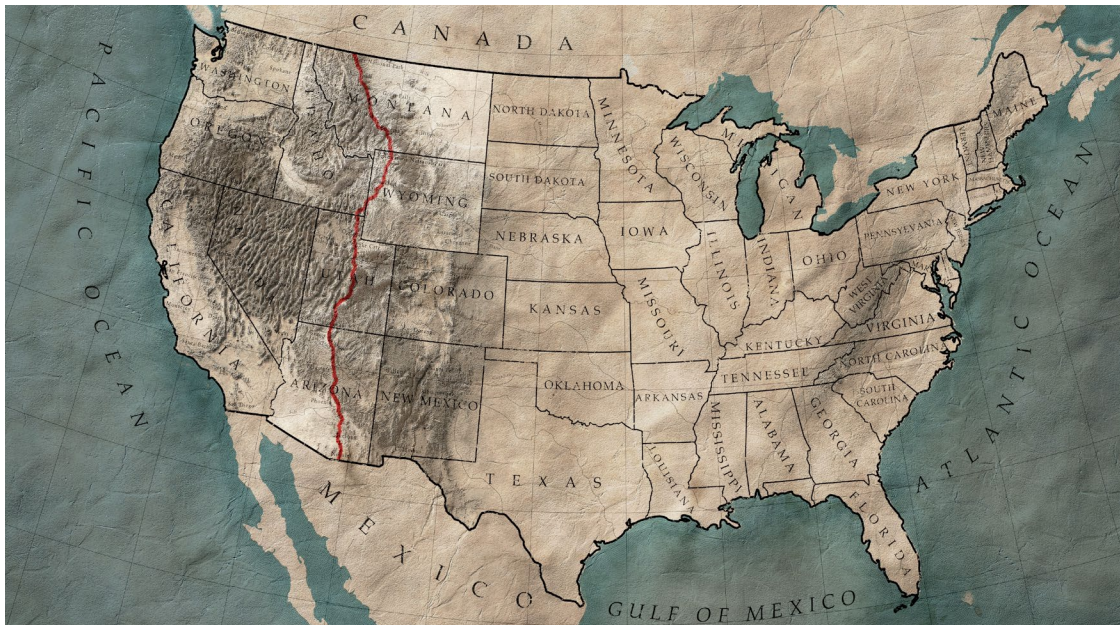 CANADA
PACIFIC OCEAN
WASHINGTON
OREGON
IDAHO
MONTANA
NORTH DAKOTA
MINNESOTA
WISCONSIN
MICHIGAN
MAINE
NEW YORK
SOUTH DAKOTA
WYOMING
CALIFORNIA
NEBRASKA
IOWA
ILLINOIS
INDIANA
OHIO
PENNSYLVANIA
WEST
VIRGINIA
VIRGINIA
COLORADO
KANSAS
MISSOURI
KENTUCKY
ARIZONA
NEW MEXICO
OKLAHOMA
ARKANSAS
TENNESSEE
NORTH CAROLINA
SOUTH
CAROLINA
MISSISSIPPI
ALABAMA
GEORGIA
TEXAS
LOUISIANA
FLORIDA
ATLANTIC OCEAN
MEXICO
GULF OF MEXICO